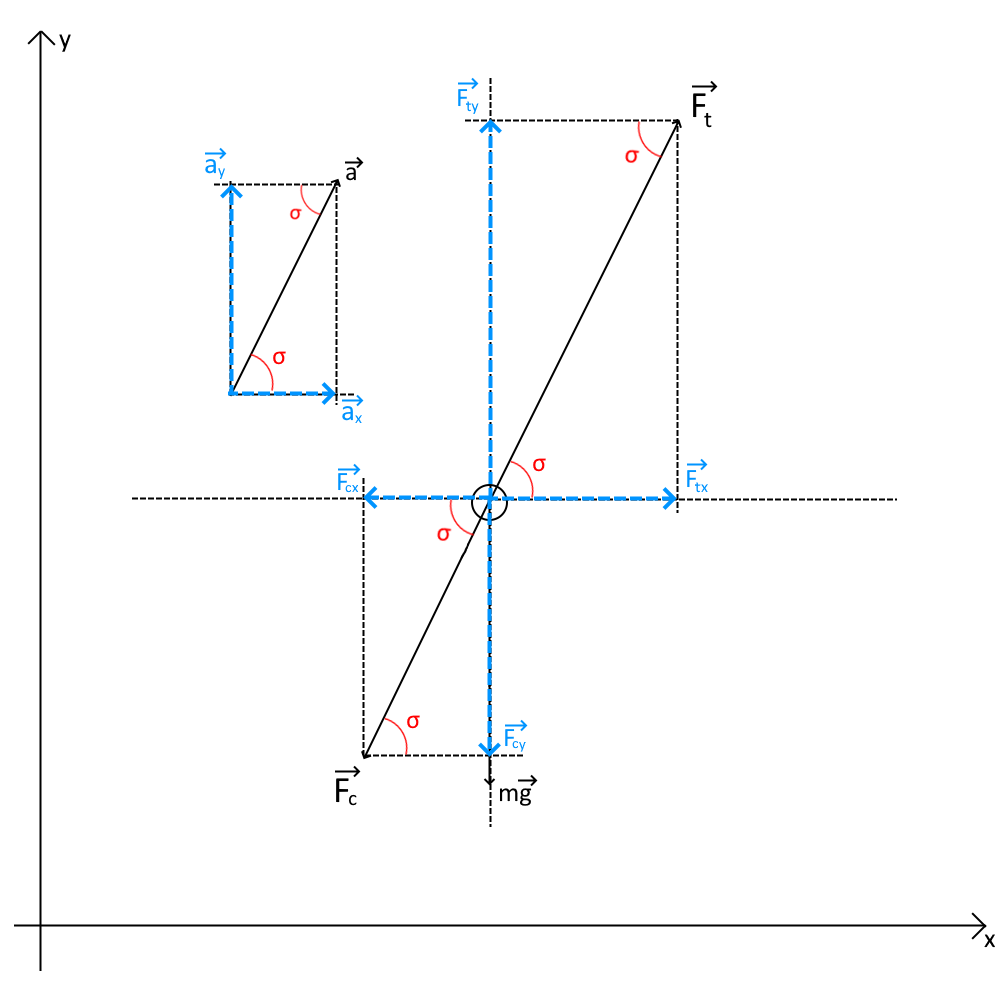 y
F⃗ty
F⃗t
σ
a⃗y
a⃗
σ
σ
a⃗x
F⃗cx
σ
F⃗tx
σ
σ
F⃗cy
F⃗c
mg⃗
x